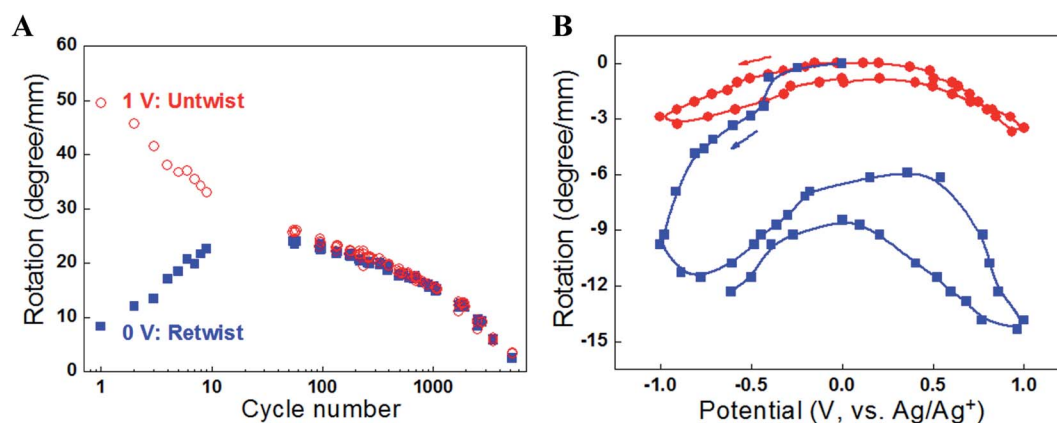 A
Rotation (degree/mm)
60
50
40
30
20
10
0
1 V: Untwist
0 V: Retwist
1
10
100
1000
Cycle number
B
Rotation (degree/mm)
0
-3
-6
-9
-12
-15
-1.0
-0.5
0.0
0.5
1.0
Potential (V, vs. Ag/Ag⁺)